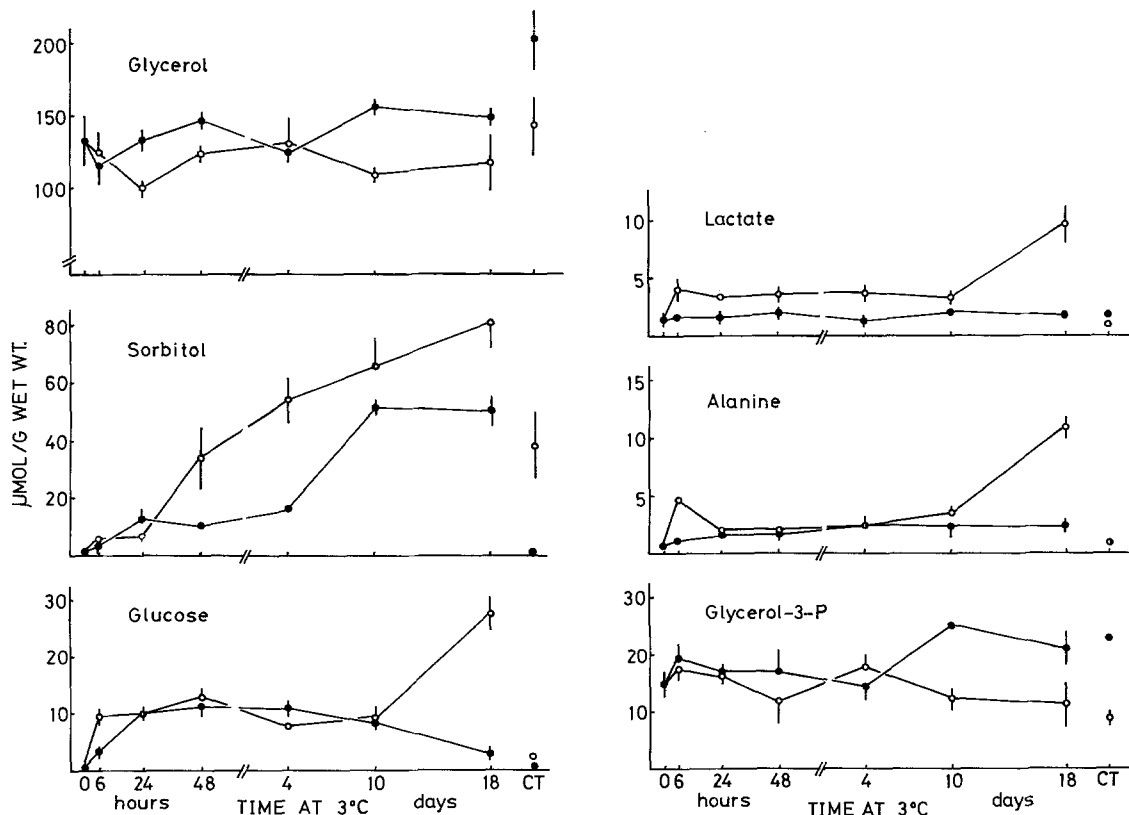 200
Glycerol
150
100
80
Sorbitol
60
40
20
µMOL/G WET WT.
30
Glucose
20
10
0 6 24 48 4 10 18 CT
hours TIME AT 3°C days
10
Lactate
5
15
Alanine
10
5
30
Glycerol-3-P
20
10
0 6 24 48 4 10 18 CT
hours TIME AT 3°C days